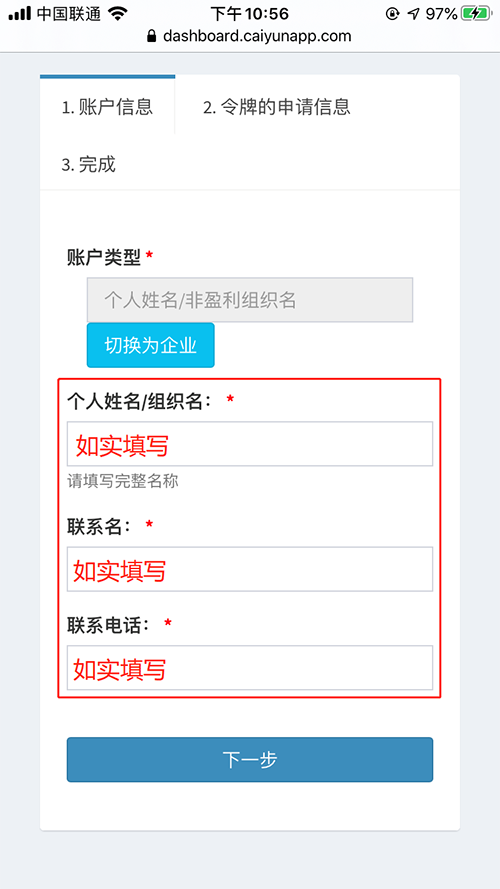 中国联通 下午10:56 97%
dashboard.caiyunapp.com
1. 账户信息 2. 令牌的申请信息
3. 完成
账户类型 *
个人姓名/非盈利组织名
切换为企业
个人姓名/组织名： *
如实填写
请填写完整名称
联系名： *
如实填写
联系电话： *
如实填写
下一步